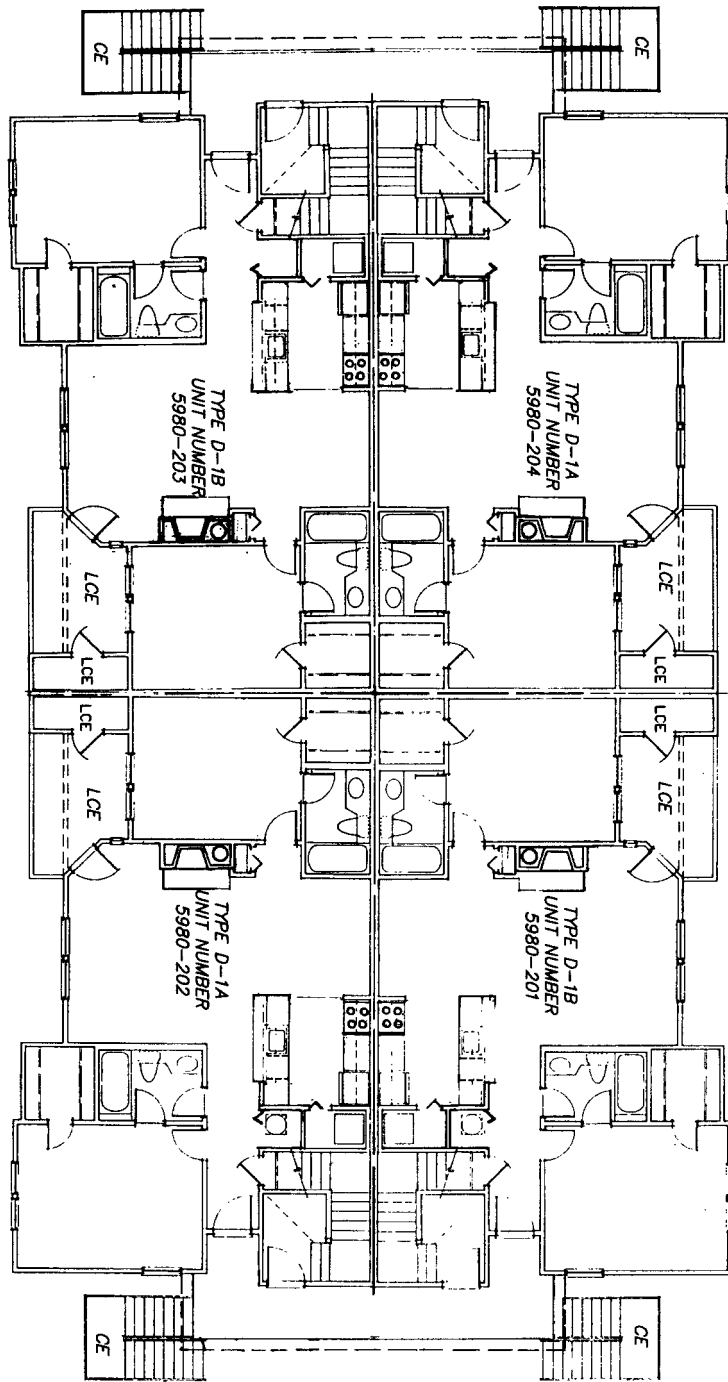 CE
CE
TYPE D-1B
UNIT NUMBER
5980-203
TYPE D-1A
UNIT NUMBER
5980-204
LCE
LCE
LCE
LCE
LCE
LCE
LCE
LCE
TYPE D-1A
UNIT NUMBER
5980-202
TYPE D-1B
UNIT NUMBER
5980-201
CE
CE